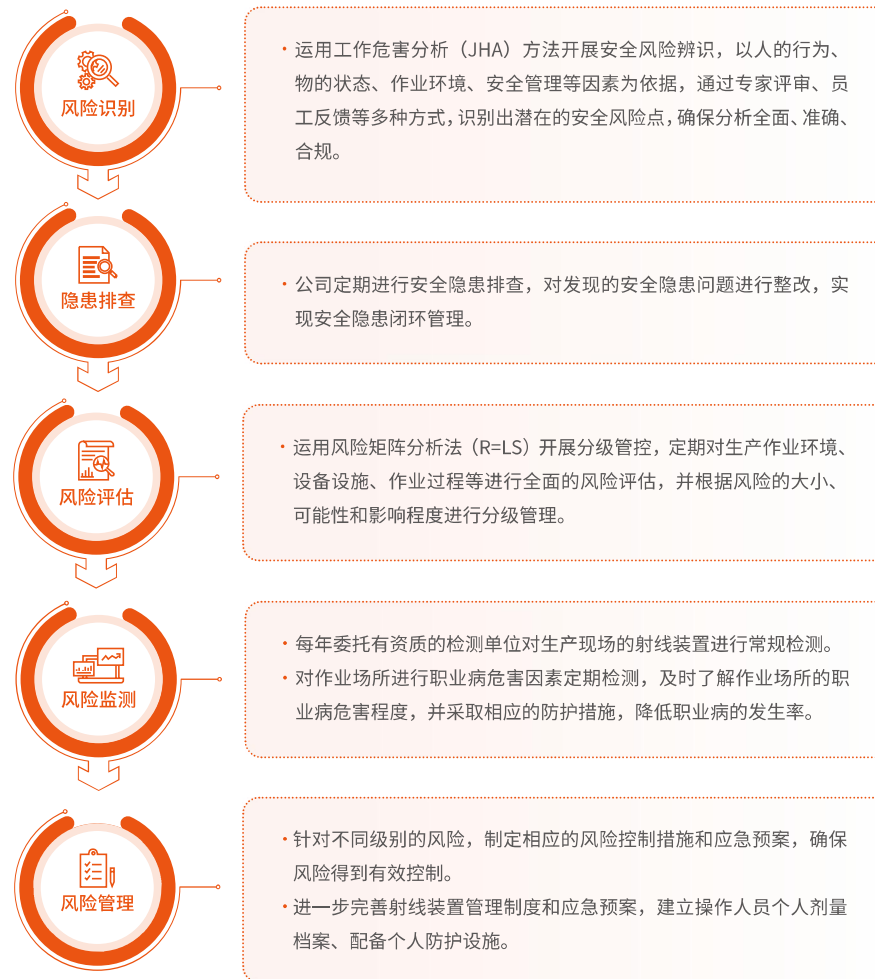 风险识别
· 运用工作危害分析（JHA）方法开展安全风险辨识，以人的行为、
物的状态、作业环境、安全管理等因素为依据，通过专家评审、员
工反馈等多种方式，识别出潜在的安全风险点，确保分析全面、准确、
合规。
隐患排查
· 公司定期进行安全隐患排查，对发现的安全隐患问题进行整改，实
现安全隐患闭环管理。
风险评估
· 运用风险矩阵分析法（R=LS）开展分级管控，定期对生产作业环境、
设备设施、作业过程等进行全面的风险评估，并根据风险的大小、
可能性和影响程度进行分级管理。
风险监测
· 每年委托有资质的检测单位对生产现场的射线装置进行常规检测。
· 对作业场所进行职业病危害因素定期检测，及时了解作业场所的职
业病危害程度，并采取相应的防护措施，降低职业病的发生率。
风险管理
· 针对不同级别的风险，制定相应的风险控制措施和应急预案，确保
风险得到有效控制。
· 进一步完善射线装置管理制度和应急预案，建立操作人员个人剂量
档案、配备个人防护设施。